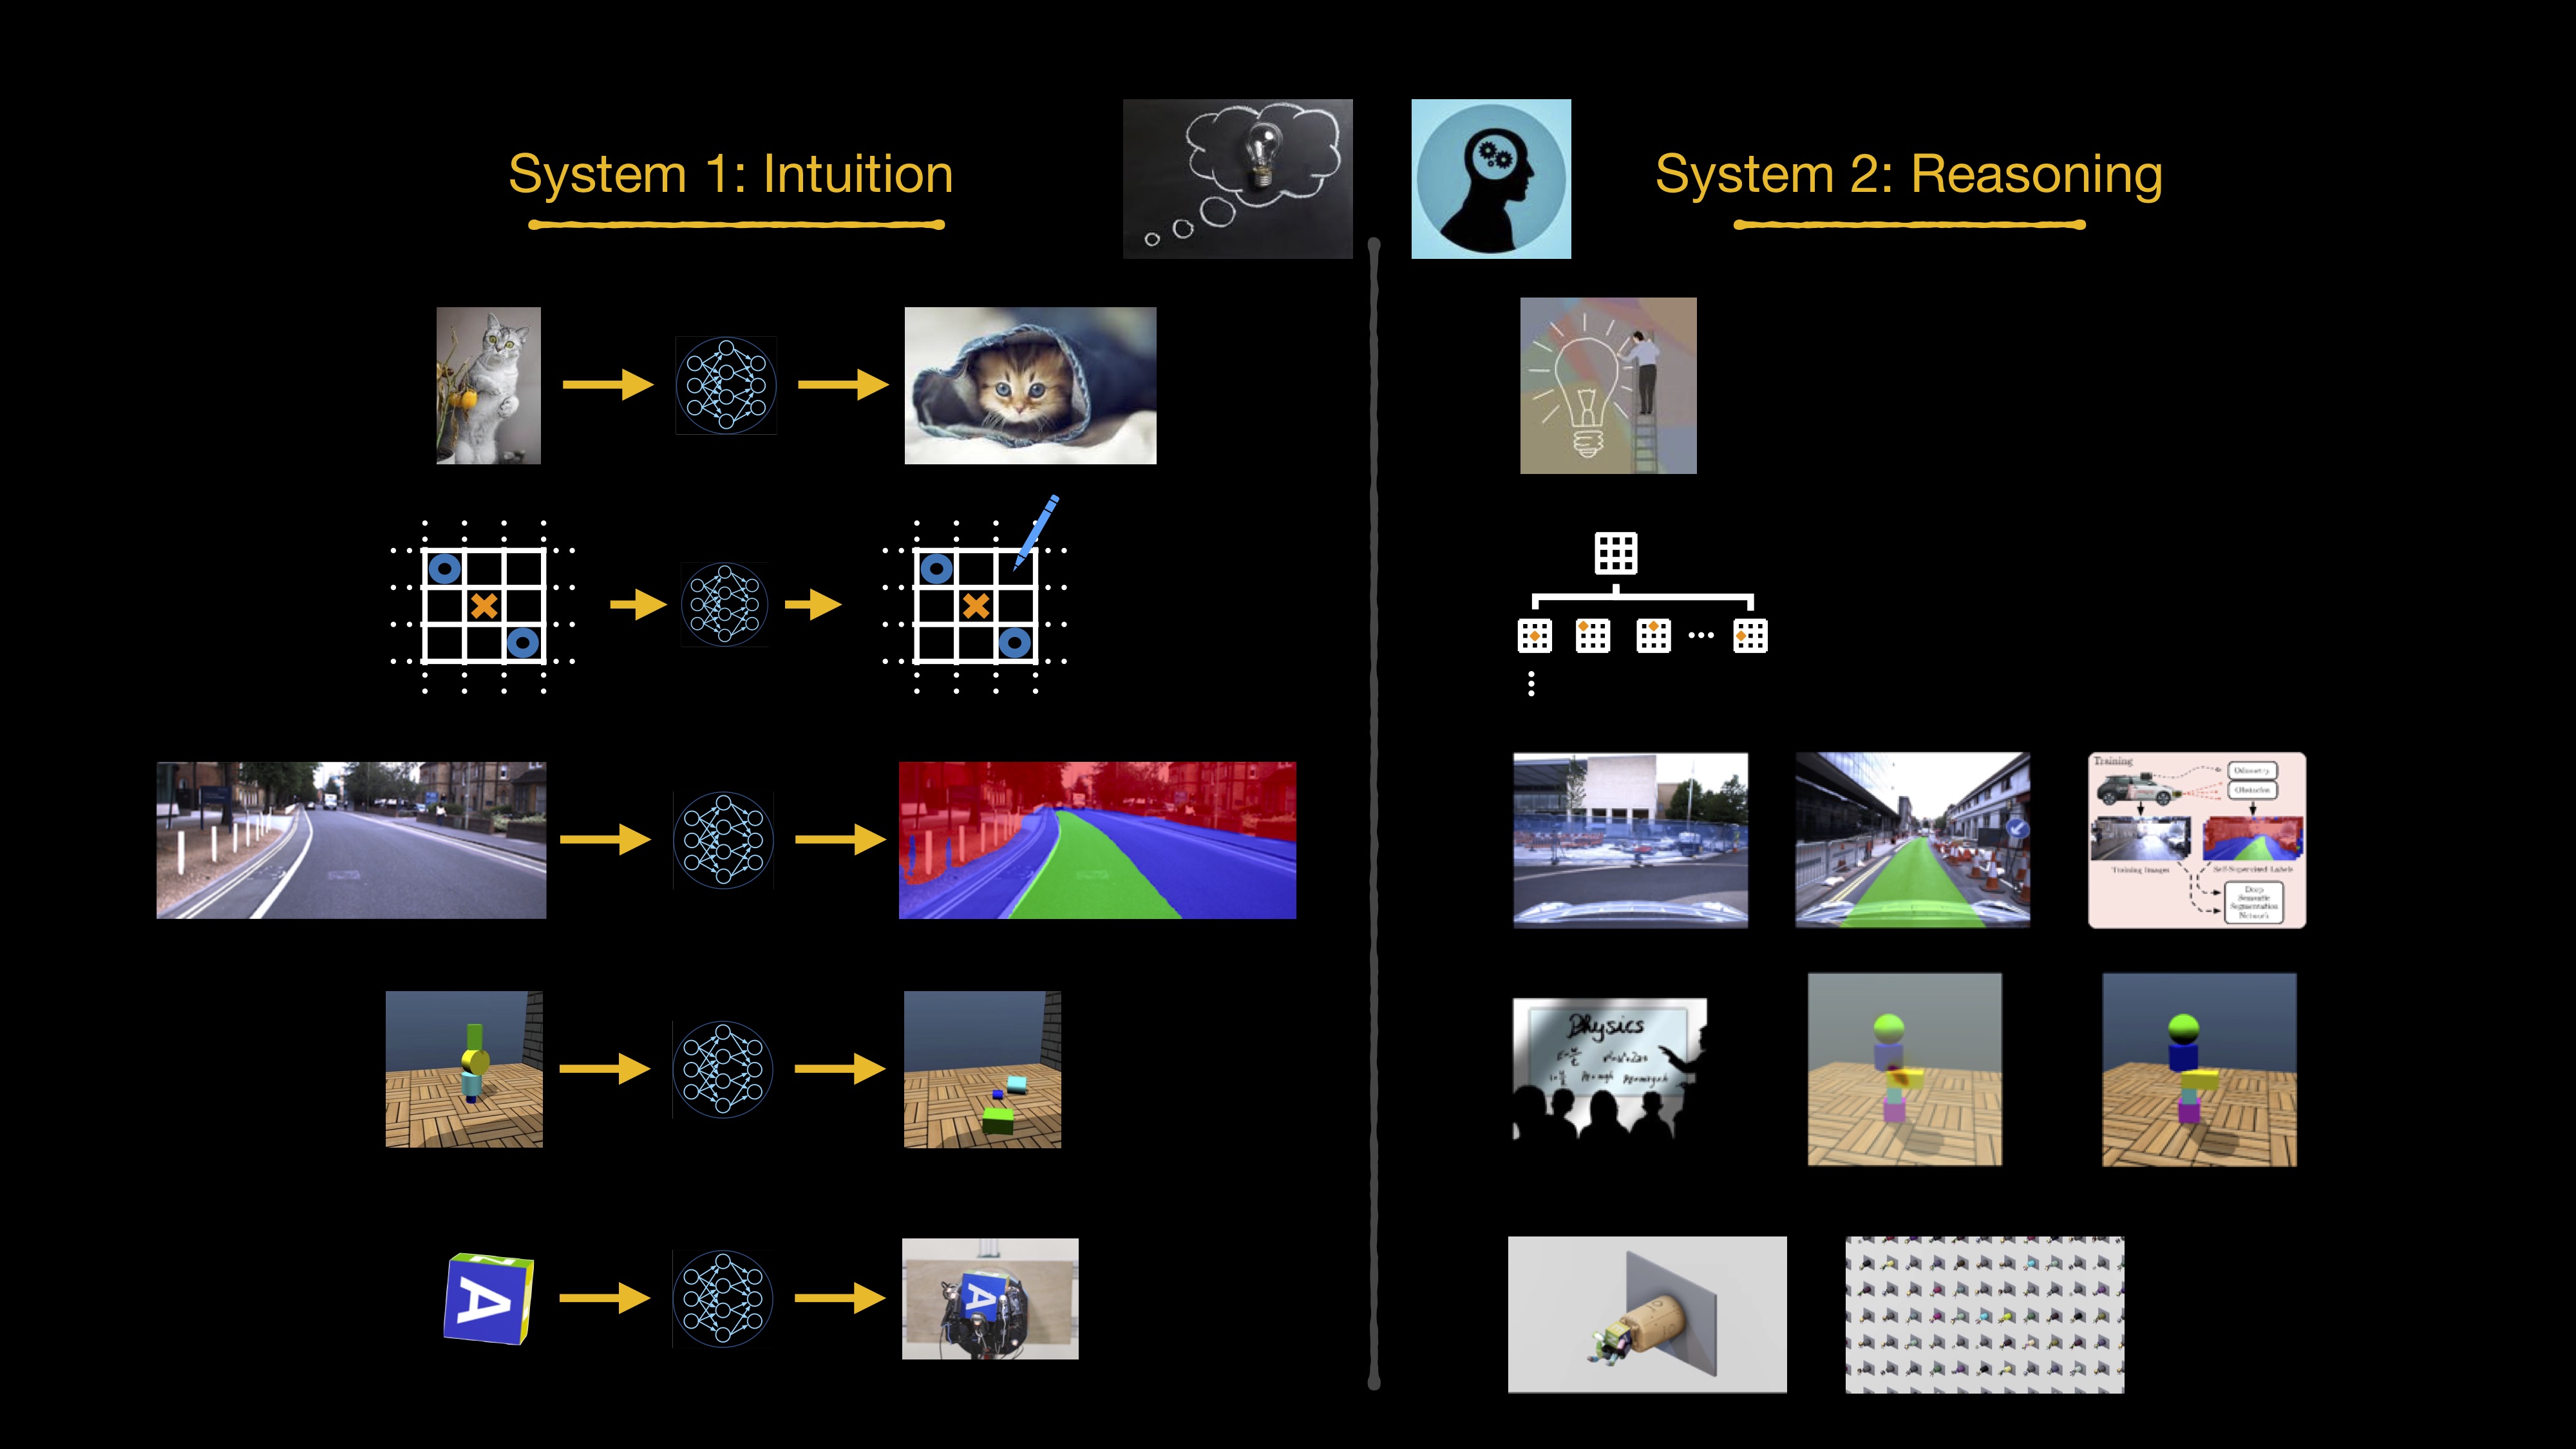 System 1: Intuition
System 2: Reasoning
Training
Odometry
Obstacles
Training Images
Self-Supervised Labels
Deep
Semantic
Segmentation
Network
Physics
A
A